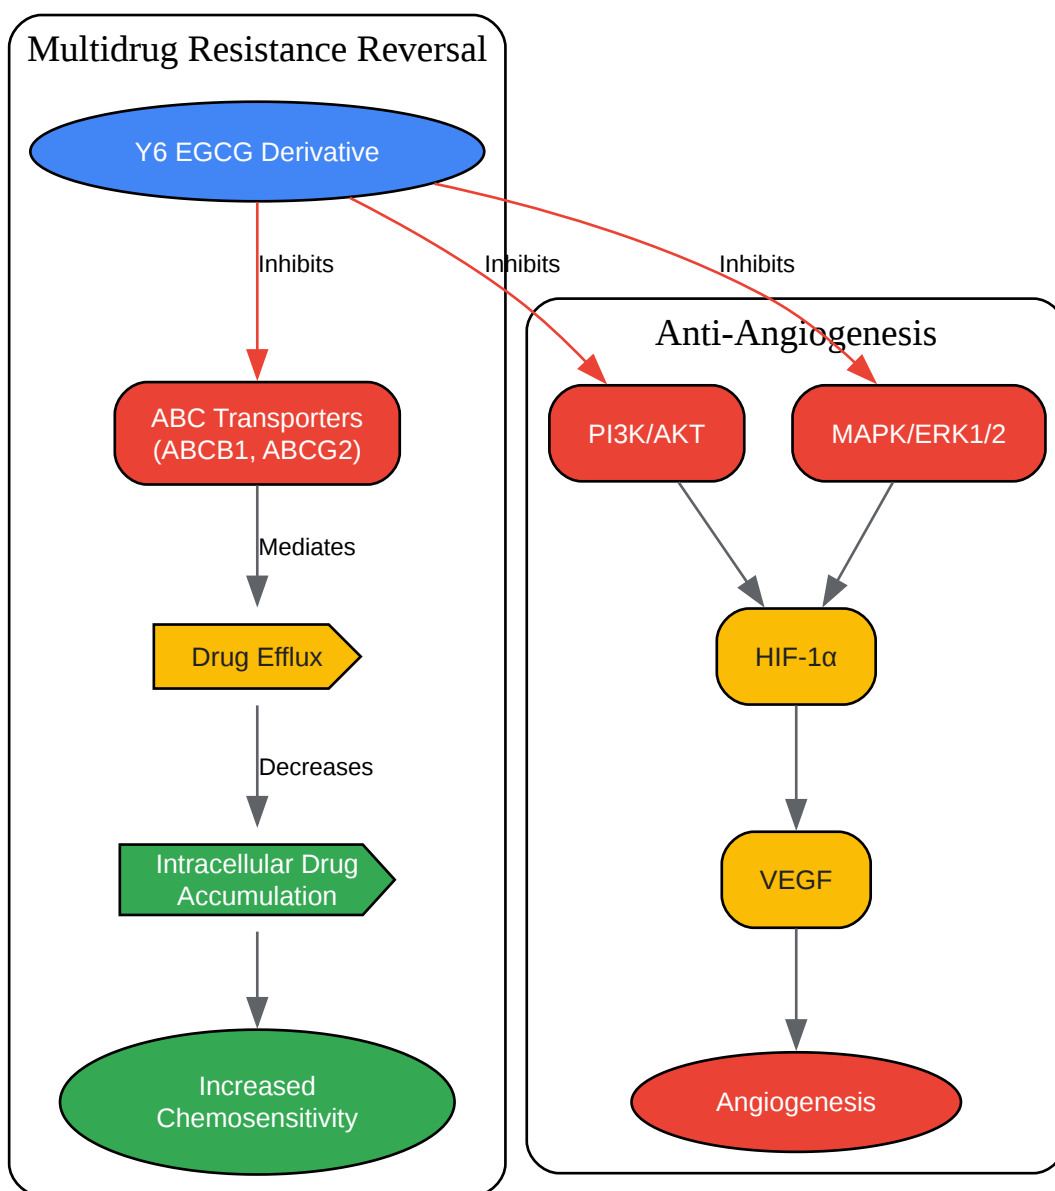 Multidrug Resistance Reversal
Y6 EGCG Derivative
Inhibits
Inhibits
Inhibits
Anti-Angiogenesis
ABC Transporters
(ABCB1, ABCG2)
PI3K/AKT
MAPK/ERK1/2
Mediates
Drug Efflux
HIF-1α
Decreases
Intracellular Drug
Accumulation
VEGF
Increased
Chemosensitivity
Angiogenesis